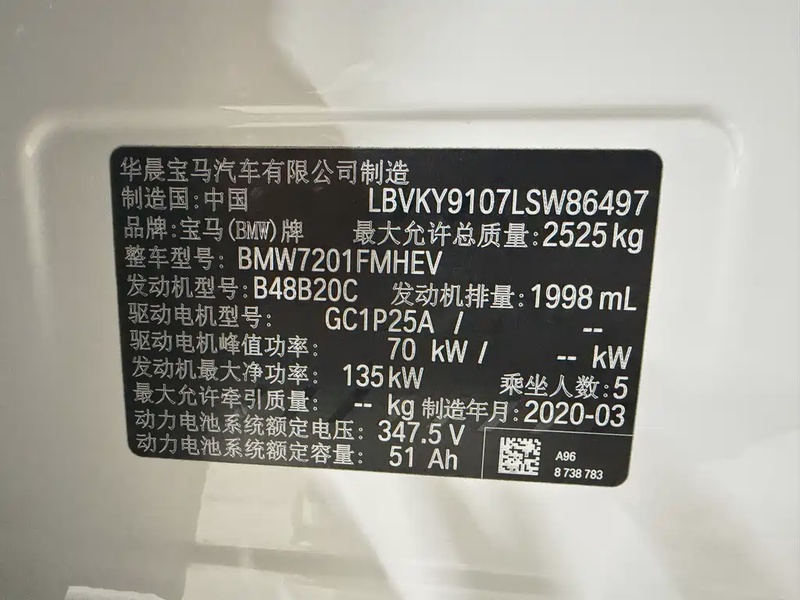 华晨宝马汽车有限公司制造
制造国:中国 LBVKY9107LSW86497
品牌:宝马(BMW)牌 最大允许总质量:2525kg
整车型号: BMW7201FMHEV
发动机型号:B48B20C 发动机排量:1998 mL
驱动电机型号: GC1P25A / --
驱动电机峰值功率: 70 kW / -- kW
发动机最大净功率: 135kW 乘坐人数:5
最大允许牵引质量: -- kg 制造年月:2020-03
动力电池系统额定电压: 347.5 V
动力电池系统额定容量: 51 Ah
A96
8 738 783